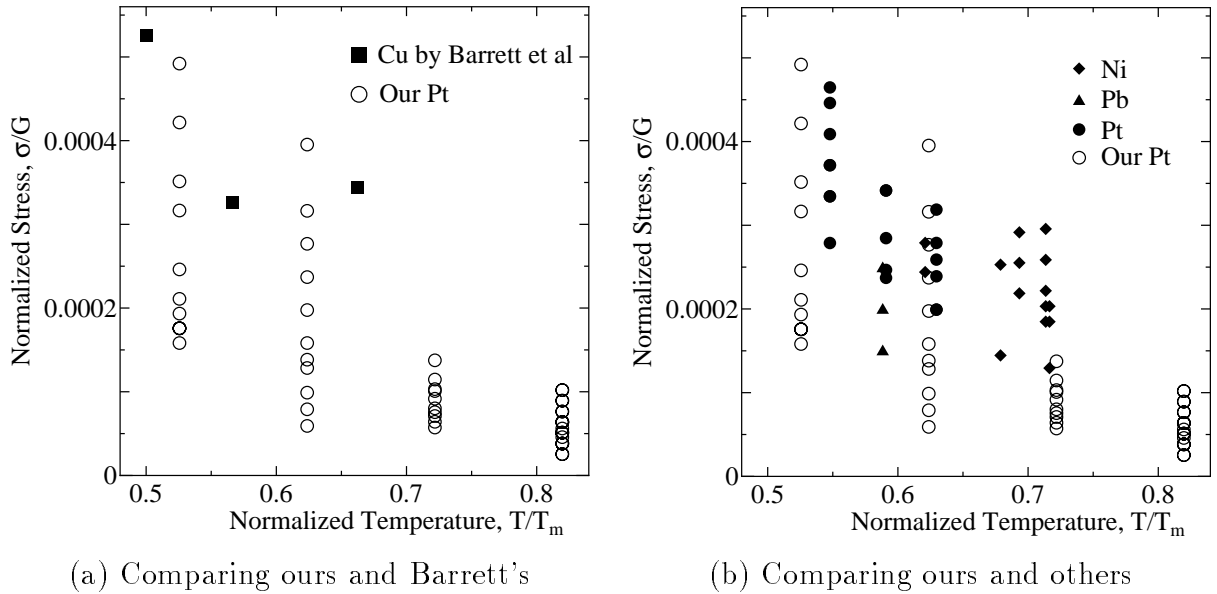 Cu by Barrett et al
Our Pt
0.0004
0.0002
0
Normalized Stress, σ/G
0.5 0.6 0.7 0.8
Normalized Temperature, T/Tm
(a) Comparing ours and Barrett's
Ni
Pb
Pt
Our Pt
0.0004
0.0002
0
Normalized Stress, σ/G
0.5 0.6 0.7 0.8
Normalized Temperature, T/Tm
(b) Comparing ours and others